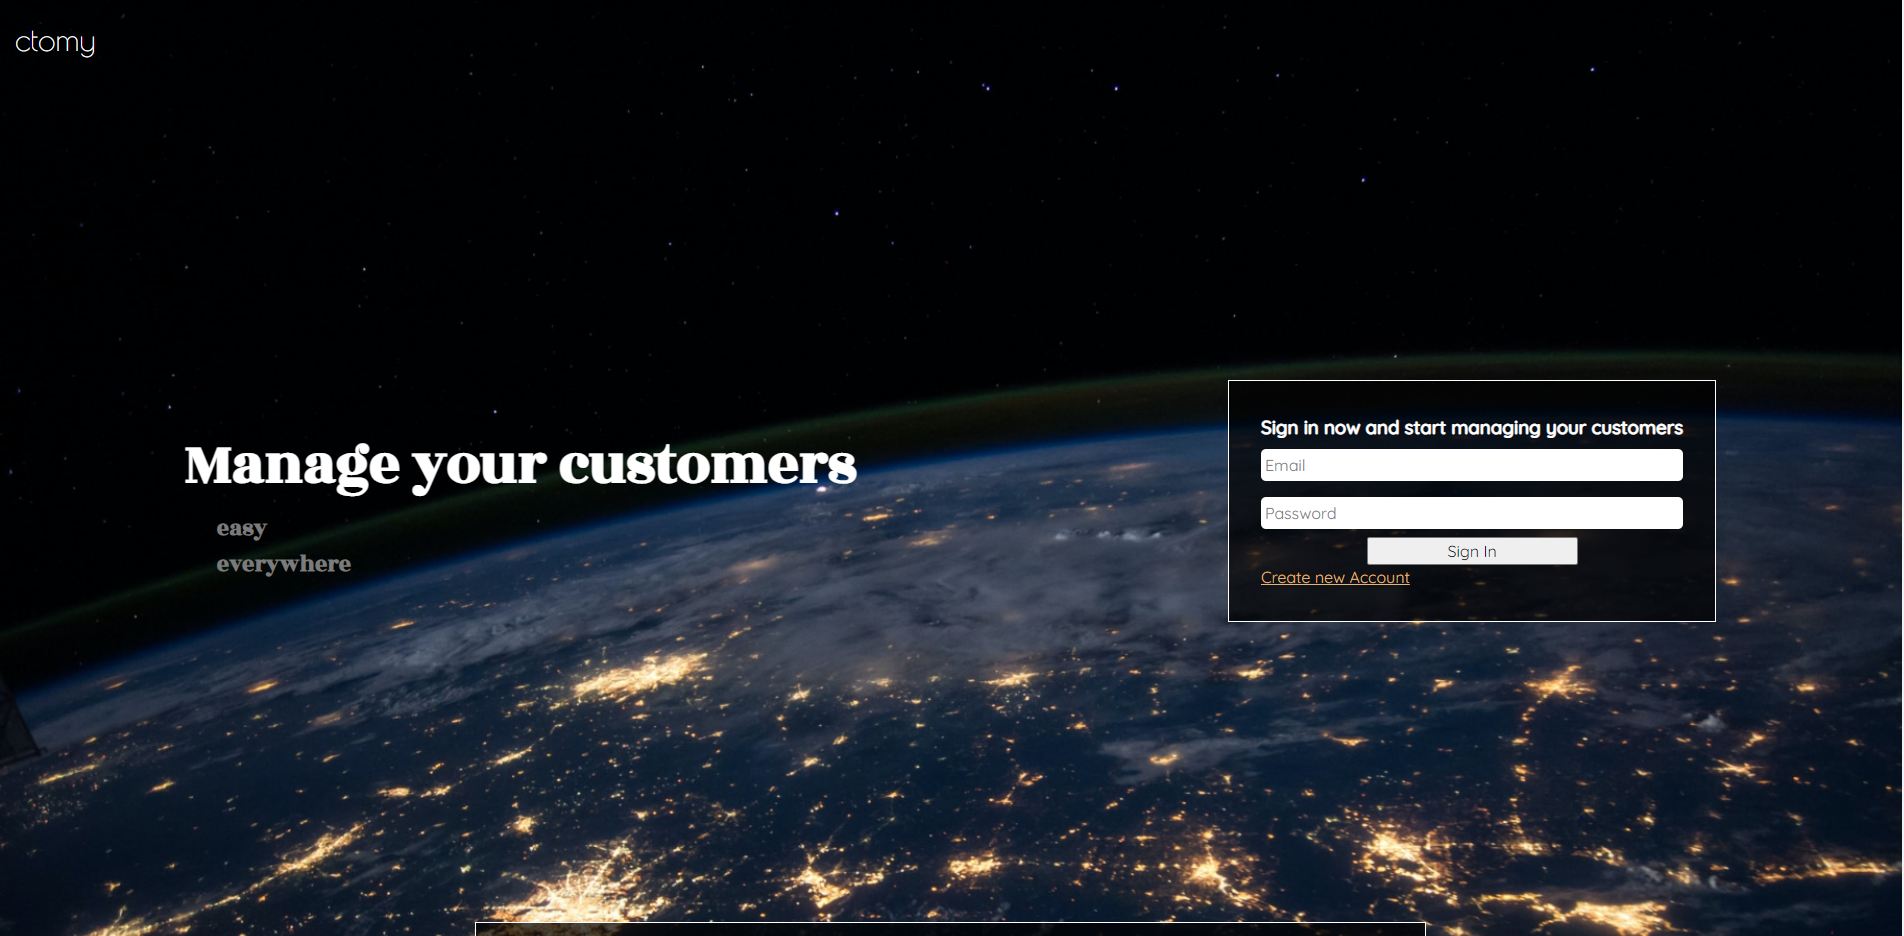 ctomy
Manage your customers
easy
everywhere
Sign in now and start managing your customers
Email
Password
Sign In
Create new Account